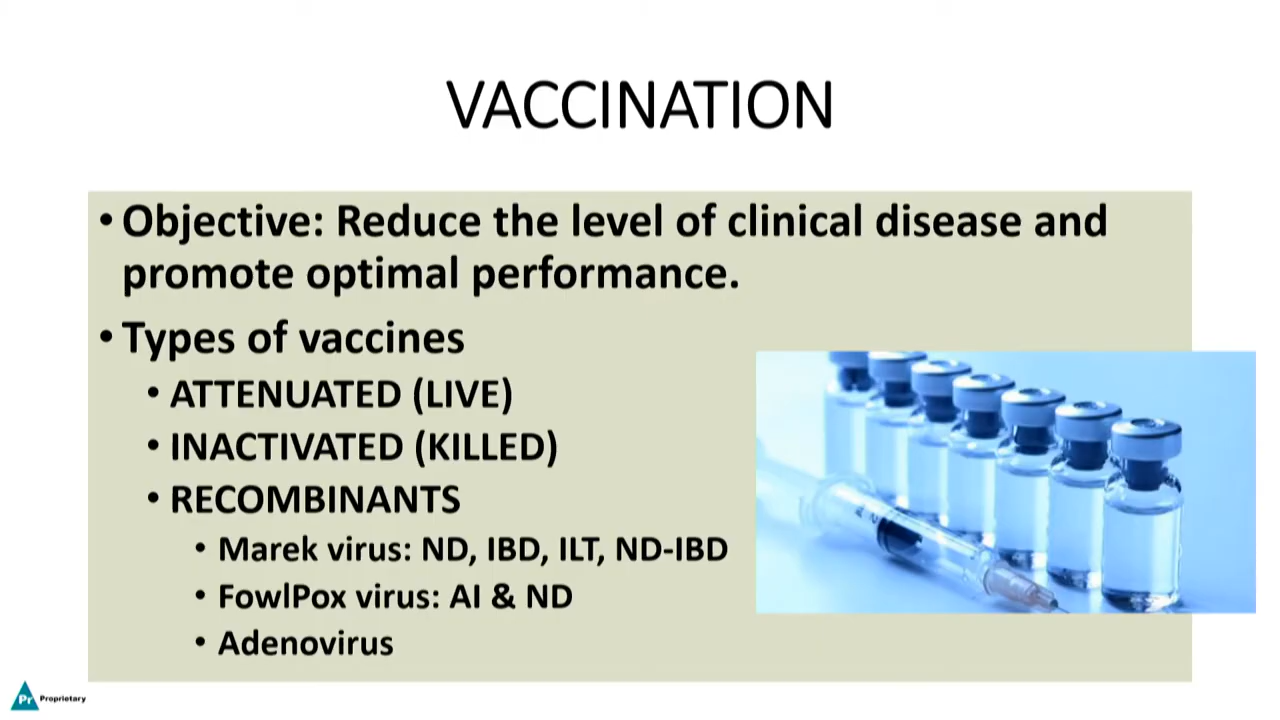 VACCINATION
• Objective: Reduce the level of clinical disease and
promote optimal performance.
• Types of vaccines
• ATTENUATED (LIVE)
• INACTIVATED (KILLED)
• RECOMBINANTS
• Marek virus: ND, IBD, ILT, ND-IBD
• FowlPox virus: AI & ND
• Adenovirus
Pr Proprietary